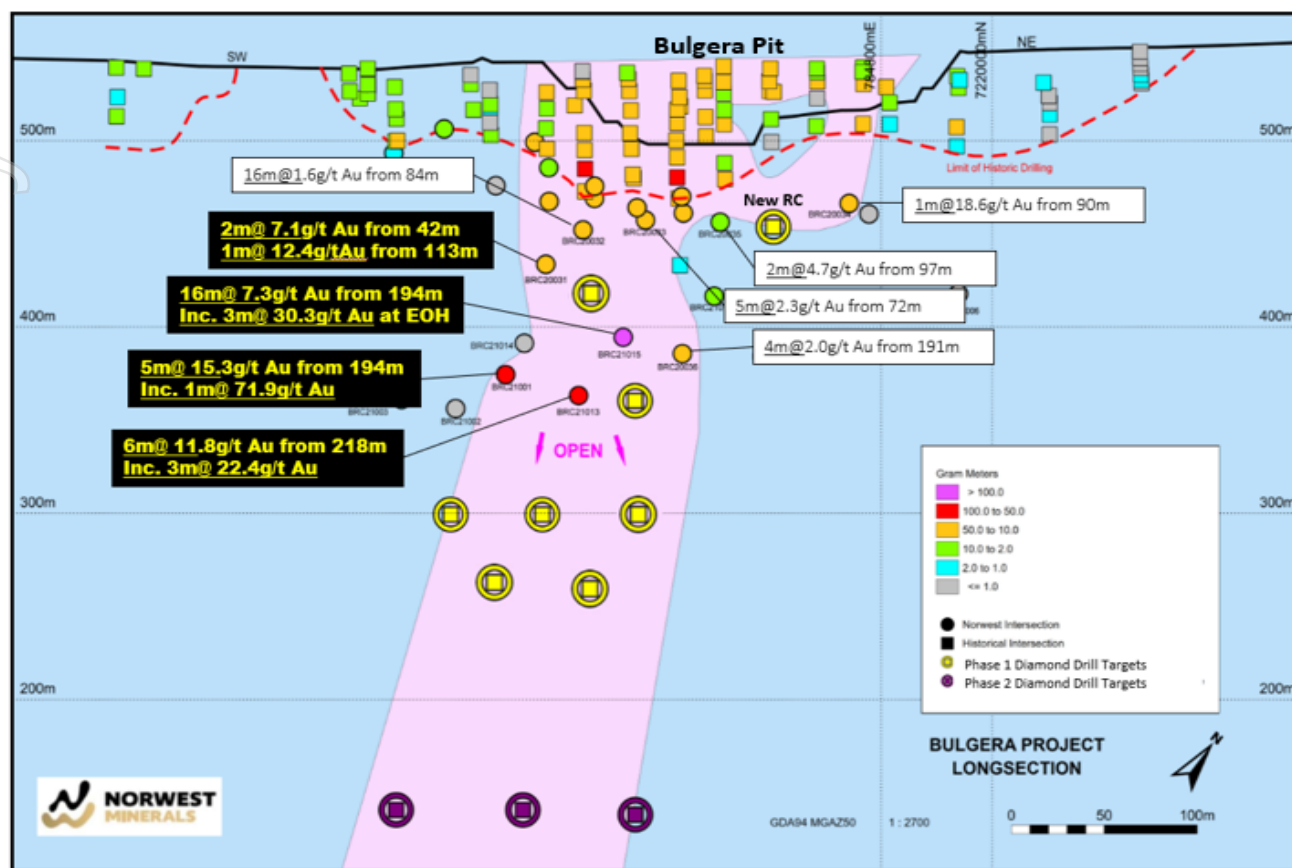 Bulgera Pit
SW
NE
784800mE
7220000mN
500m
500m
Limit of Historic Drilling
16m@1.6g/t Au from 84m
New RC
BRC20034
1m@18.6g/t Au from 90m
2m@ 7.1g/t Au from 42m
1m@ 12.4g/tAu from 113m
BRC20032
BRC20035
BRC20031
2m@4.7g/t Au from 97m
16m@ 7.3g/t Au from 194m
Inc. 3m@ 30.3g/t Au at EOH
5m@2.3g/t Au from 72m
400m
400m
BRC21014
BRC21015
BRC20036
4m@2.0g/t Au from 191m
5m@ 15.3g/t Au from 194m
Inc. 1m@ 71.9g/t Au
BRC21001
BRC21003
BRC21002
BRC21013
6m@ 11.8g/t Au from 218m
Inc. 3m@ 22.4g/t Au
OPEN
300m
300m
Gram Meters
> 100.0
100.0 to 50.0
50.0 to 10.0
10.0 to 2.0
2.0 to 1.0
<= 1.0
Norwest Intersection
Historical Intersection
Phase 1 Diamond Drill Targets
Phase 2 Diamond Drill Targets
200m
200m
BULGERA PROJECT
LONGSECTION
N
NORWEST
MINERALS
GDA94 MGAZ50
1 : 2700
0 50 100m